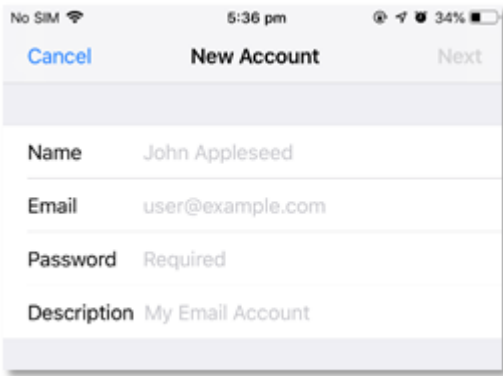 No SIM 5:36 pm 34%
Cancel New Account Next
Name John Appleseed
Email user@example.com
Password Required
Description My Email Account